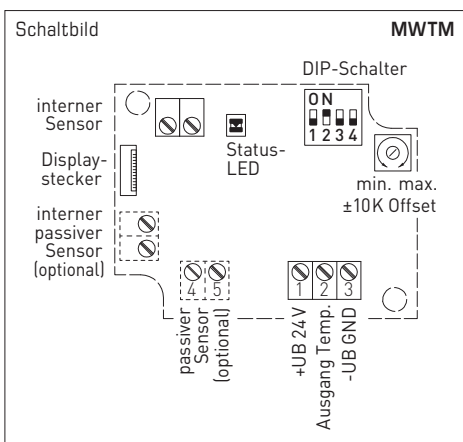 Schaltbild
MWTM
DIP-Schalter
ON
1 2 3 4
interner
Sensor
Status-
LED
Display-
stecker
min. max.
±10K Offset
interner
passiver
Sensor
(optional)
4 5
1 2 3
passiver
Sensor
(optional)
+UB 24V
Ausgang Temp.
-UB GND